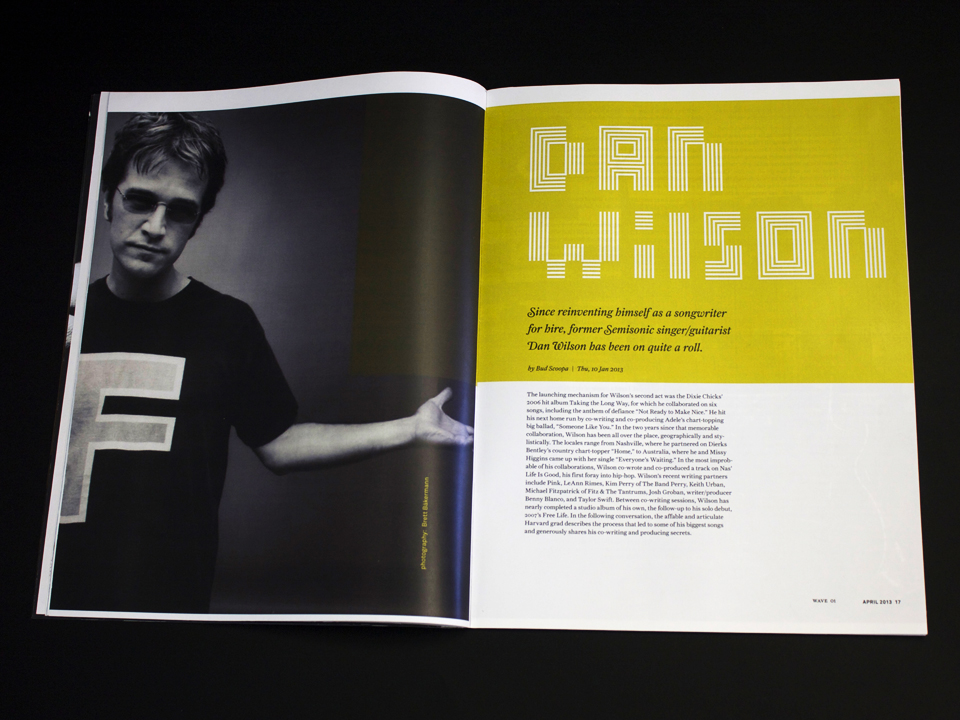 F
photography: Brett Bakermann
Dan
Wilson
Since reinventing himself as a songwriter
for hire, former Semisonic singer/guitarist
Dan Wilson has been on quite a roll.
by Bud Scoopa | Thu, 10 Jan 2013
The launching mechanism for Wilson's second act was the Dixie Chicks'
2006 hit album Taking the Long Way, for which he collaborated on six
songs, including the anthem of defiance "Not Ready to Make Nice." He hit
his next home run by co-writing and co-producing Adele's chart-topping
big ballad, "Someone Like You." In the two years since that memorable
collaboration, Wilson has been all over the place, geographically and sty-
listically. The locales range from Nashville, where he partnered on Dierks
Bentley's country chart-topper "Home," to Australia, where he and Missy
Higgins came up with her single "Everyone's Waiting." In the most improb-
able of his collaborations, Wilson co-wrote and co-produced a track on Nas'
Life Is Good, his first foray into hip-hop. Wilson's recent writing partners
include Pink, LeAnn Rimes, Kim Perry of The Band Perry, Keith Urban,
Michael Fitzpatrick of Fitz & The Tantrums, Josh Groban, writer/producer
Benny Blanco, and Taylor Swift. Between co-writing sessions, Wilson has
nearly completed a studio album of his own, the follow-up to his solo debut,
2007's Free Life. In the following conversation, the affable and articulate
Harvard grad describes the process that led to some of his biggest songs
and generously shares his co-writing and producing secrets.
WAVE 01 APRIL 2013 17